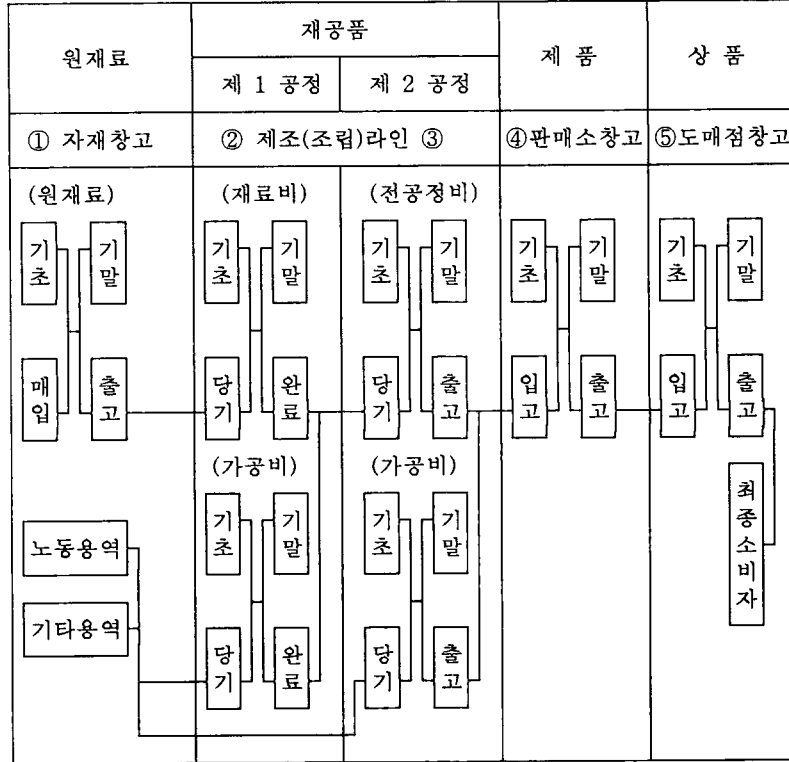 원재료
재공품
제 1 공정
제 2 공정
제 품
상 품
① 자재창고
② 제조(조립)라인 ③
④판매소창고
⑤도매점창고
(원재료)
(재료비)
(전공정비)
기초
기말
기초
기말
기초
기말
기초
기말
기초
기말
매입
출고
당기
완료
당기
출고
입고
출고
입고
출고
(가공비)
(가공비)
노동용역
기타용역
기초
기말
기초
기말
최종소비자
당기
완료
당기
출고